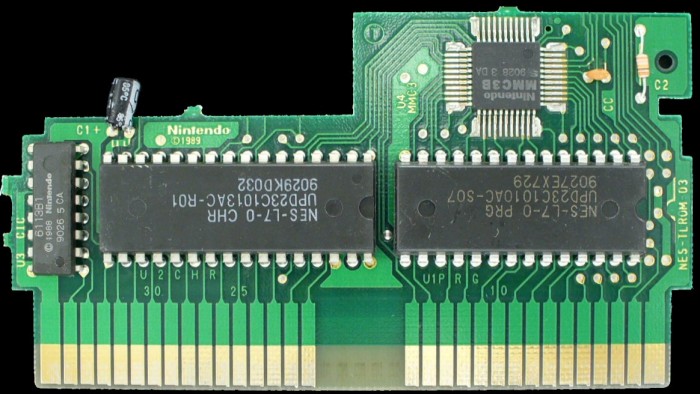 Nintendo
MMC3B
9028 3 DA
U4
MMC3
CC
C2
C1 +
Nintendo
©1989
U3 CIC
6113B1
© 1988 Nintendo
9026 5 CA
NES-L7-0 CHR
UPD23C1013AC-R01
9029KD032
NES-L7-0 PRG
UPD23C1010AC-S07
9027EX729
NES-TLROM 03
U2 CHR
U1 PRG
30
25
10